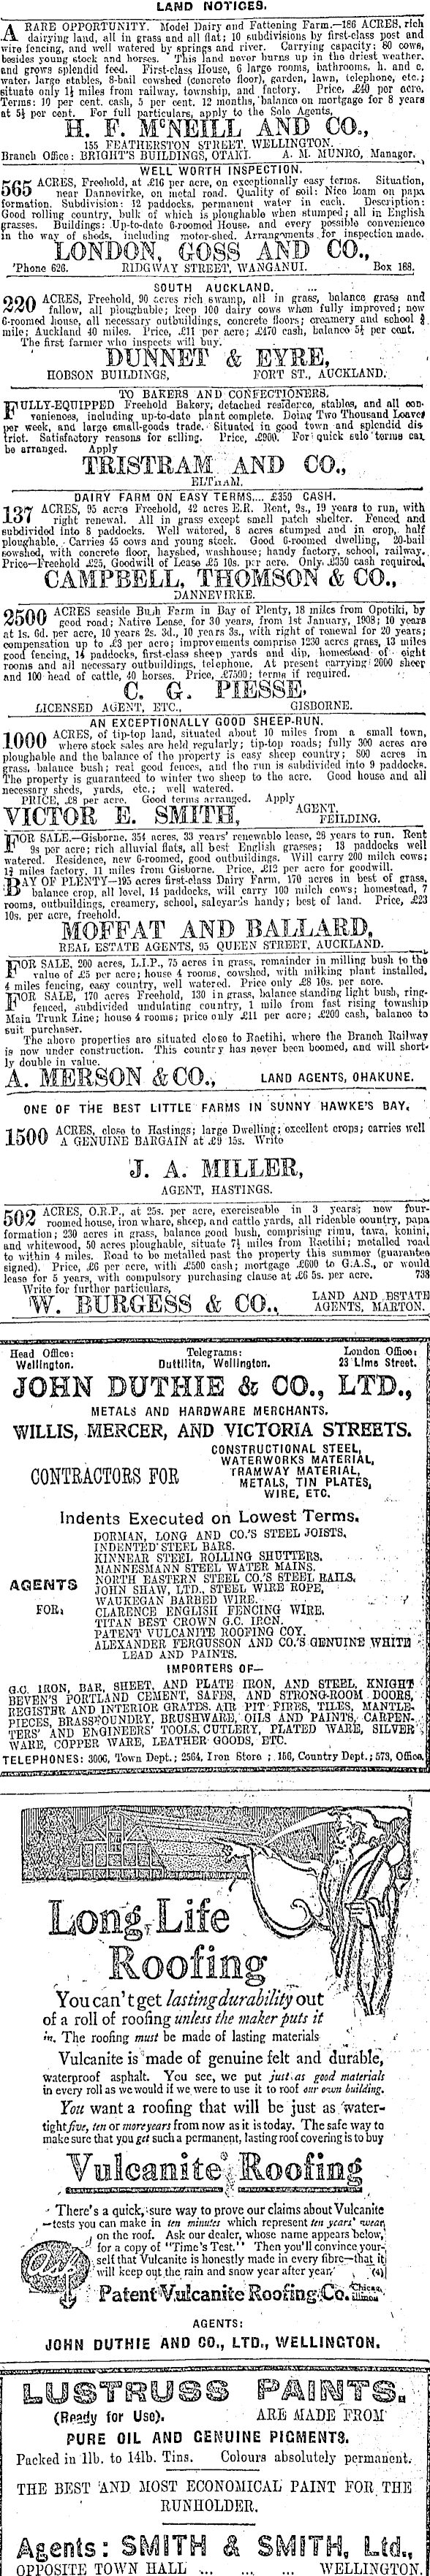 LAND NOTICES.
A RARE OPPORTUNITY. Model Dairy and Fattening Farm.—186 ACRES, rich
dairying land, all in grass and all flat; 10 subdivisions by first-class post and
wire fencing, and well watered by springs and river. Carrying capacity: 80 cows,
besides young stock and horses. This land never burns up in the driest weather,
and grows splendid feed. First-class House, 6 large rooms, bathrooms, h. and c.
water, large stables, 8-bail cowshed (concrete floor), garden, lawn, telephone, etc.;
situate only 1½ miles from railway, township, and factory. Price, £40 per acre.
Terms: 10 per cent. cash, 5 per cent. 12 months, balance on mortgage for 8 years
at 5½ per cent. For full particulars, apply to the Sole Agents,
H. F. McNEILL AND CO.,
155 FEATHERSTON STREET, WELLINGTON.
Branch Office: BRIGHT'S BUILDINGS, OTAKI. A. M. MUNRO, Manager.
WELL WORTH INSPECTION.
565 ACRES, Freehold, at £16 per acre, on exceptionally easy terms. Situation,
near Dannevirke, on metal road. Quality of soil: Nice loam on papa
formation. Subdivision: 12 paddocks, permanent water in each. Description:
Good rolling country, bulk of which is ploughable when stumped; all in English
grasses. Buildings: Up-to-date 6-roomed House, and every possible convenience
in the way of sheds, including motor-shed. Arrangements for inspection made.
LONDON, GOSS AND CO.,
'Phone 626. RIDGWAY STREET, WANGANUI. Box 188.
SOUTH AUCKLAND.
220 ACRES, Freehold, 90 acres rich swamp, all in grass, balance grass and
fallow, all ploughable; keep 100 dairy cows when fully improved; new
6-roomed house, all necessary outbuildings, concrete floors; creamery and school ¾
mile; Auckland 40 miles. Price, £11 per acre; £470 cash, balance 5½ per cent.
The first farmer who inspects will buy.
DUNNET & EYRE,
HOBSON BUILDINGS, FORT ST., AUCKLAND.
TO BAKERS AND CONFECTIONERS.
FULLY-EQUIPPED Freehold Bakery, detached residence, stables, and all con-
veniences, including up-to-date plant complete. Doing Two Thousand Loaves
per week, and large small-goods trade. Situated in good town and splendid dis
trict. Satisfactory reasons for selling. Price, £900. For quick sale terms can
be arranged. Apply
TRISTRAM AND CO.,
ELTHAM.
DAIRY FARM ON EASY TERMS.... £350 CASH.
137 ACRES, 95 acres Freehold, 42 acres E.R. Rent, 9s., 19 years to run, with
right renewal. All in grass except small patch shelter. Fenced and
subdivided into 8 paddocks. Well watered, 8 acres stumped and in crop, half
ploughable. Carries 45 cows and young stock. Good 6-roomed dwelling, 20-bail
cowshed, with concrete floor, hayshed, washhouse; handy factory, school, railway.
Price—Freehold £25, Goodwill of Lease £5 10s. per acre. Only £350 cash required.
CAMPBELL, THOMSON & CO.,
DANNEVIRKE.
2500 ACRES seaside Bush Farm in Bay of Plenty, 18 miles from Opotiki, by
good road; Native Lease, for 30 years, from 1st January, 1908; 10 years
at 1s. 6d. per acre, 10 years 2s. 3d., 10 years 3s., with right of renewal for 20 years;
compensation up to £3 per acre; improvements comprise 1230 acres grass, 13 miles
good fencing, 14 paddocks, first-class sheep yards and dip, homestead of eight
rooms and all necessary outbuildings, telephone. At present carrying 2000 sheep
and 100 head of cattle, 40 horses. Price, £7500; terms if required.
C. G. PIESSE,
LICENSED AGENT, ETC., GISBORNE.
AN EXCEPTIONALLY GOOD SHEEP-RUN.
1000 ACRES, of tip-top land, situated about 10 miles from a small town,
where stock sales are held regularly; tip-top roads; fully 300 acres are
ploughable and the balance of the property is easy sheep country; 800 acres in
grass, balance bush; real good fences, and the run is subdivided into 9 paddocks.
The property is guaranteed to winter two sheep to the acre. Good house and all
necessary sheds, yards, etc.; well watered.
PRICE, £8 per acre. Good terms arranged. Apply
VICTOR E. SMITH, AGENT,
FEILDING.
FOR SALE.—Gisborne, 354 acres, 33 years' renewable lease, 26 years to run. Rent
9s per acre; rich alluvial flats, all best English grasses; 13 paddocks well
watered. Residence, new 6-roomed, good outbuildings. Will carry 200 milch cows;
1½ miles factory, 11 miles from Gisborne. Price, £12 per acre for goodwill.
BAY OF PLENTY—195 acres first-class Dairy Farm, 170 acres in best of grass,
balance crop, all level, 14 paddocks, will carry 100 milch cows; homestead, 7
rooms, outbuildings, creamery, school, saleyards handy; best of land. Price, £23
10s. per acre, freehold.
MOFFAT AND BALLARD,
REAL ESTATE AGENTS, 95 QUEEN STREET, AUCKLAND.
FOR SALE, 200 acres, L.I.P., 75 acres in grass, remainder in milling bush to the
value of £5 per acre; house 4 rooms, cowshed, with milking plant installed,
4 miles fencing, easy country, well watered. Price only £8 10s. per acre.
FOR SALE, 170 acres Freehold, 130 in grass, balance standing light bush, ring-
fenced, subdivided undulating country, 1 mile from fast rising township
Main Trunk Line; house 4 rooms; price only £11 per acre; £200 cash, balance to
suit purchaser.
The above properties are situated close to Raetihi, where the Branch Railway
is now under construction. This country has never been boomed, and will short-
ly double in value.
A. MERSON & CO., LAND AGENTS, OHAKUNE.
ONE OF THE BEST LITTLE FARMS IN SUNNY HAWKE'S BAY.
1500 ACRES, close to Hastings; large Dwelling; excellent crops; carries well
A GENUINE BARGAIN at £9 15s. Write
J. A. MILLER,
AGENT, HASTINGS.
502 ACRES, O.R.P., at 25s. per acre, exerciseable in 3 years; new four-
roomed house, iron whare, sheep, and cattle yards, all rideable country, papa
formation; 230 acres in grass, balance good bush, comprising rimu, tawa, konini,
and whitewood, 50 acres ploughable, situate 7½ miles from Raetihi; metalled road
to within 4 miles. Road to be metalled past the property this summer (guarantee
signed). Price, £6 per acre, with £500 cash; mortgage £600 to G.A.S., or would
lease for 5 years, with compulsory purchasing clause at £6 5s. per acre. 738
Write for further particulars,
W. BURGESS & CO., LAND AND ESTATE
AGENTS, MARTON.
Head Office: Telegrams: London Office:
Wellington. Duttilita, Wellington. 23 Lime Street.
JOHN DUTHIE & CO., LTD.,
METALS AND HARDWARE MERCHANTS.
WILLIS, MERCER, AND VICTORIA STREETS.
CONTRACTORS FOR
CONSTRUCTIONAL STEEL,
WATERWORKS MATERIAL,
TRAMWAY MATERIAL,
METALS, TIN PLATES,
WIRE, ETC.
Indents Executed on Lowest Terms.
AGENTS
FOR:
DORMAN, LONG AND CO.'S STEEL JOISTS.
INDENTED STEEL BARS.
KINNEAR STEEL ROLLING SHUTTERS.
MANNESMANN STEEL WATER MAINS.
NORTH EASTERN STEEL CO.'S STEEL RAILS.
JOHN SHAW, LTD., STEEL WIRE ROPE.
WAUKEGAN BARBED WIRE.
CLARENCE ENGLISH FENCING WIRE.
TITAN BEST CROWN G.C. IRON.
PATENT VULCANITE ROOFING COY.
ALEXANDER FERGUSSON AND CO.'S GENUINE WHITE
LEAD AND PAINTS.
IMPORTERS OF—
G.C. IRON, BAR, SHEET, AND PLATE IRON, AND STEEL, KNIGHT
BEVEN'S PORTLAND CEMENT, SAFES, AND STRONG-ROOM DOORS,
REGISTER AND INTERIOR GRATES, AIR PIT FIRES, TILES, MANTLE-
PIECES, BRASSFOUNDRY, BRUSHWARE, OILS AND PAINTS, CARPEN-
TERS' AND ENGINEERS' TOOLS, CUTLERY, PLATED WARE, SILVER
WARE, COPPER WARE, LEATHER GOODS, ETC.
TELEPHONES: 3006, Town Dept.; 2564, Iron Store; 156, Country Dept.; 573, Office.
Long-Life
Roofing
You can't get lasting durability out
of a roll of roofing unless the maker puts it
in. The roofing must be made of lasting materials
Vulcanite is made of genuine felt and durable,
waterproof asphalt. You see, we put just as good materials
in every roll as we would if we were to use it to roof our own building.
You want a roofing that will be just as water-
tight five, ten or more years from now as it is today. The safe way to
make sure that you get such a permanent, lasting roof covering is to buy
Vulcanite Roofing
There's a quick, sure way to prove our claims about Vulcanite
—tests you can make in ten minutes which represent ten years' wear
on the roof. Ask our dealer, whose name appears below,
for a copy of "Time's Test." Then you'll convince your-
self that Vulcanite is honestly made in every fibre—that it
will keep out the rain and snow year after year (4)
Patent Vulcanite Roofing Co. Chicago,
Illinois
AGENTS:
JOHN DUTHIE AND CO., LTD., WELLINGTON.
LUSTRUSS PAINTS.
(Ready for Use). ARE MADE FROM
PURE OIL AND GENUINE PIGMENTS.
Packed in 1lb. to 14lb. Tins. Colours absolutely permanent.
THE BEST AND MOST ECONOMICAL PAINT FOR THE
RUNHOLDER.
Agents: SMITH & SMITH, Ltd.,
OPPOSITE TOWN HALL ... ... ... WELLINGTON.